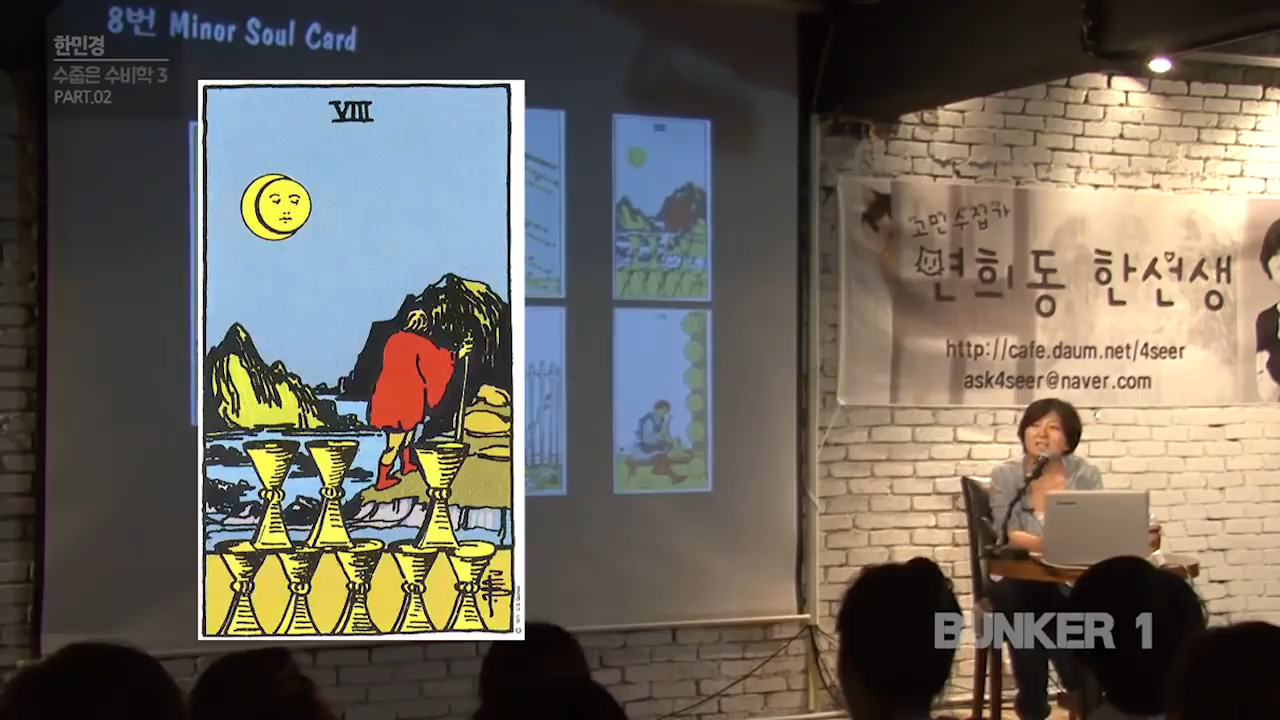 8번 Minor Soul Card
한민경
수줍은 수비학 3
PART.02
VIII
고민 수집가
연희동 한선생
http://cafe.daum.net/4seer
ask4seer@naver.com
BUNKER 1